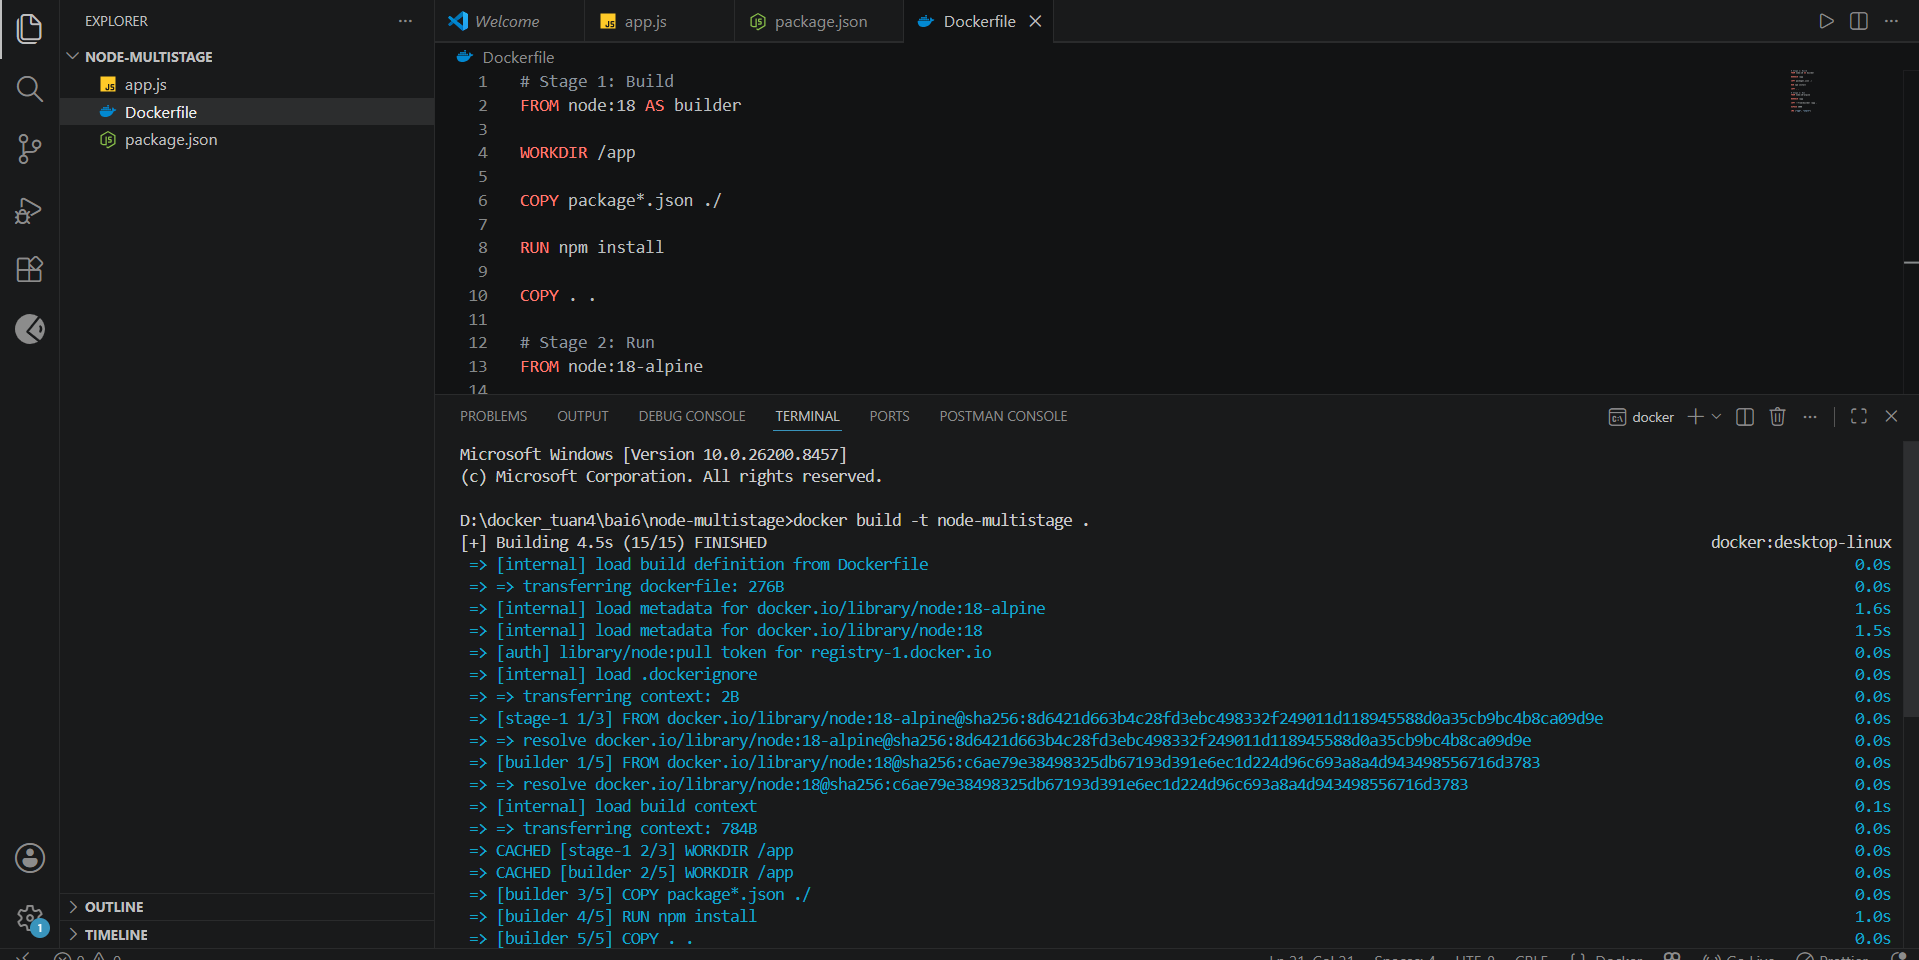 EXPLORER
NODE-MULTISTAGE
app.js
Dockerfile
package.json
OUTLINE
TIMELINE
1
Welcome
app.js
package.json
Dockerfile
Dockerfile
1 # Stage 1: Build
2 FROM node:18 AS builder
3
4 WORKDIR /app
5
6 COPY package*.json ./
7
8 RUN npm install
9
10 COPY . .
11
12 # Stage 2: Run
13 FROM node:18-alpine
14
PROBLEMS OUTPUT DEBUG CONSOLE TERMINAL PORTS POSTMAN CONSOLE docker
Microsoft Windows [Version 10.0.26200.8457]
(c) Microsoft Corporation. All rights reserved.
D:\docker_tuan4\bai6\node-multistage>docker build -t node-multistage .
[+] Building 4.5s (15/15) FINISHED docker:desktop-linux
=> [internal] load build definition from Dockerfile 0.0s
=> => transferring dockerfile: 276B 0.0s
=> [internal] load metadata for docker.io/library/node:18-alpine 1.6s
=> [internal] load metadata for docker.io/library/node:18 1.5s
=> [auth] library/node:pull token for registry-1.docker.io 0.0s
=> [internal] load .dockerignore 0.0s
=> => transferring context: 2B 0.0s
=> [stage-1 1/3] FROM docker.io/library/node:18-alpine@sha256:8d6421d663b4c28fd3ebc498332f249011d118945588d0a35cb9bc4b8ca09d9e 0.0s
=> => resolve docker.io/library/node:18-alpine@sha256:8d6421d663b4c28fd3ebc498332f249011d118945588d0a35cb9bc4b8ca09d9e 0.0s
=> [builder 1/5] FROM docker.io/library/node:18@sha256:c6ae79e38498325db67193d391e6ec1d224d96c693a8a4d943498556716d3783 0.0s
=> => resolve docker.io/library/node:18@sha256:c6ae79e38498325db67193d391e6ec1d224d96c693a8a4d943498556716d3783 0.0s
=> [internal] load build context 0.1s
=> => transferring context: 784B 0.0s
=> CACHED [stage-1 2/3] WORKDIR /app 0.0s
=> CACHED [builder 2/5] WORKDIR /app 0.0s
=> [builder 3/5] COPY package*.json ./ 0.0s
=> [builder 4/5] RUN npm install 1.0s
=> [builder 5/5] COPY . . 0.0s